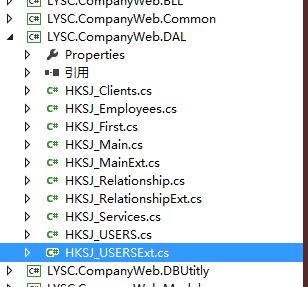 LYSC.CompanyWeb.BLL
LYSC.CompanyWeb.Common
LYSC.CompanyWeb.DAL
Properties
引用
HKSJ_Clients.cs
HKSJ_Employees.cs
HKSJ_First.cs
HKSJ_Main.cs
HKSJ_MainExt.cs
HKSJ_Relationship.cs
HKSJ_RelationshipExt.cs
HKSJ_Services.cs
HKSJ_USERS.cs
HKSJ_USERSExt.cs
LYSC.CompanyWeb.DBUtitly